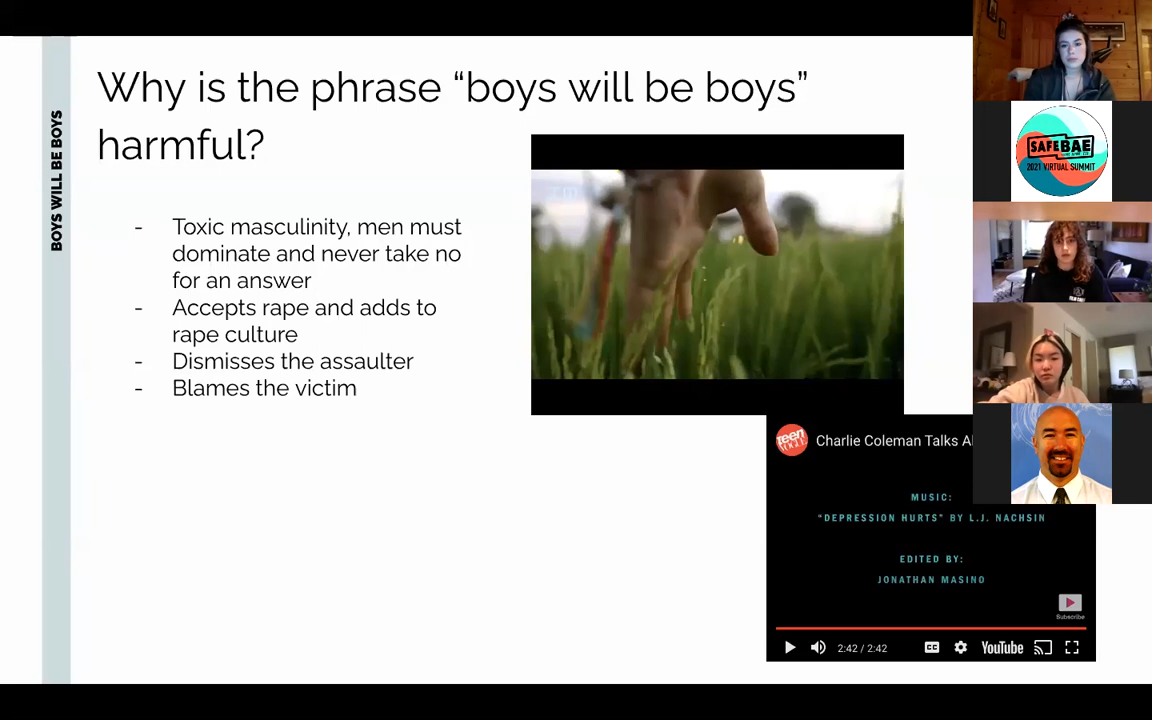 BOYS WILL BE BOYS
Why is the phrase “boys will be boys”
harmful?
- Toxic masculinity, men must
dominate and never take no
for an answer
- Accepts rape and adds to
rape culture
- Dismisses the assaulter
- Blames the victim
SAFEBAE
2021 VIRTUAL SUMMIT
teen
Charlie Coleman Talks A
MUSIC:
“DEPRESSION HURTS” BY L.J. NACHSIN
EDITED BY:
JONATHAN MASINO
Subscribe
2:42 / 2:42
CC
YouTube